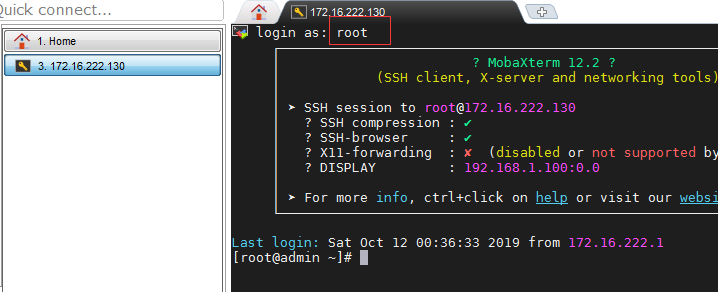 Quick connect...
172.16.222.130
1. Home
3. 172.16.222.130
login as: root
? MobaXterm 12.2 ?
(SSH client, X-server and networking tools)
➤ SSH session to root@172.16.222.130
? SSH compression : ✔
? SSH-browser : ✔
? X11-forwarding : ✘ (disabled or not supported by
? DISPLAY : 192.168.1.100:0.0
➤ For more info, ctrl+click on help or visit our websi
Last login: Sat Oct 12 00:36:33 2019 from 172.16.222.1
[root@admin ~]#